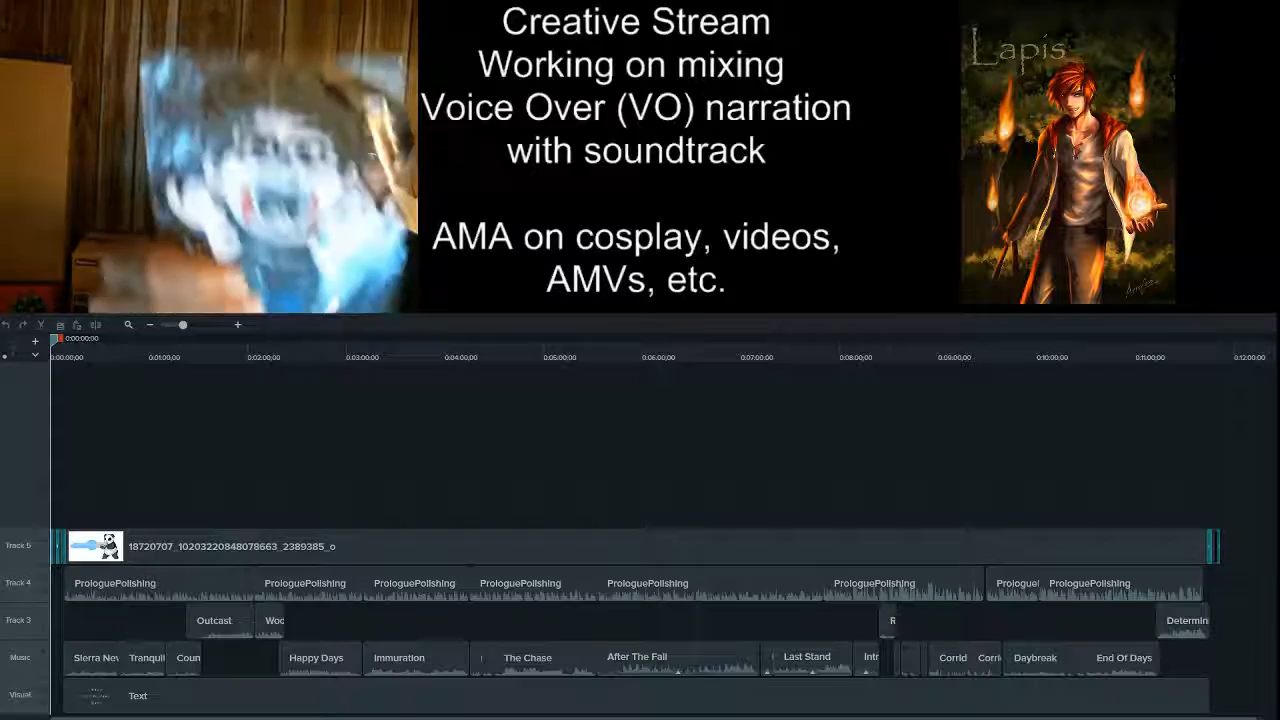 Creative Stream
Working on mixing
Voice Over (VO) narration
with soundtrack
AMA on cosplay, videos,
AMVs, etc.
Lapis
0:00:00;00
0:00:00;00 0:01:00;00 0:02:00;00 0:03:00;00 0:04:00;00 0:05:00;00 0:06:00;00 0:07:00;00 0:08:00;00 0:09:00;00 0:10:00;00 0:11:00;00 0:12:00;00
Track 5 18720707_10203220848078663_2389385_o
Track 4 ProloguePolishing ProloguePolishing ProloguePolishing ProloguePolishing ProloguePolishing ProloguePolishing Prologuel ProloguePolishing
Track 3 Outcast Woo R Determin
Music Sierra Nev Tranquil Coun Happy Days Immuration The Chase After The Fall Last Stand Intr Corrid Corri Daybreak End Of Days
Visual Text